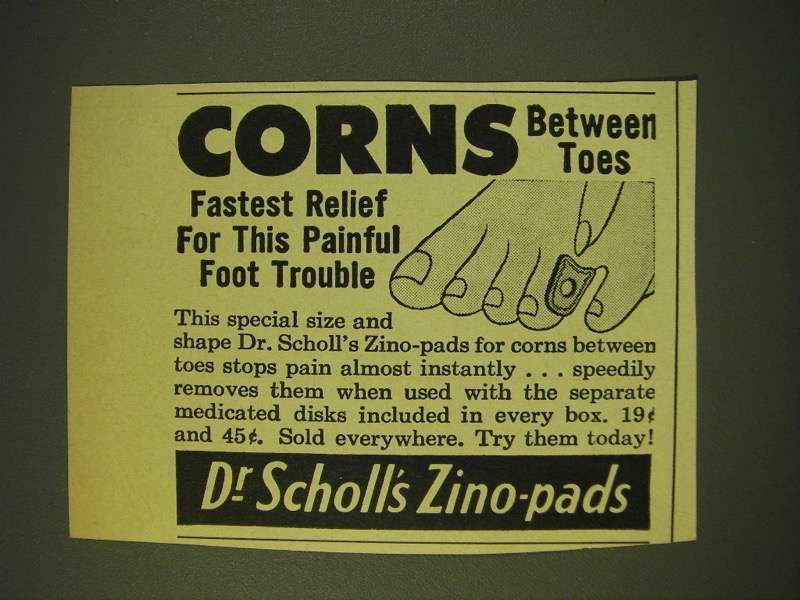 CORNS Between
Toes
Fastest Relief
For This Painful
Foot Trouble
This special size and
shape Dr. Scholl's Zino-pads for corns between
toes stops pain almost instantly . . . speedily
removes them when used with the separate
medicated disks included in every box. 19¢
and 45¢. Sold everywhere. Try them today!
Dr Scholl's Zino-pads